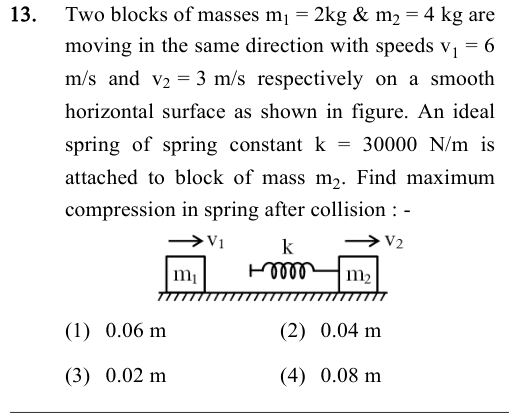 13. Two blocks of masses m₁ = 2kg & m₂ = 4 kg are
moving in the same direction with speeds v₁ = 6
m/s and v₂ = 3 m/s respectively on a smooth
horizontal surface as shown in figure. An ideal
spring of spring constant k = 30000 N/m is
attached to block of mass m₂. Find maximum
compression in spring after collision : -
v₁ k v₂
m₁ m₂
(1) 0.06 m (2) 0.04 m
(3) 0.02 m (4) 0.08 m